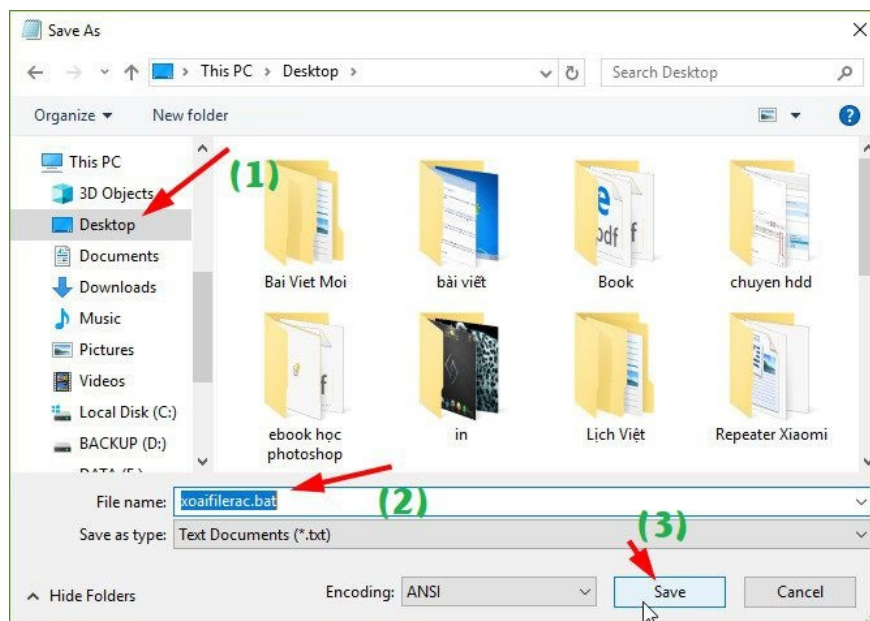 Save As
This PC > Desktop >
Search Desktop
Organize
New folder
This PC
3D Objects
Desktop
Documents
Downloads
Music
Pictures
Videos
Local Disk (C:)
BACKUP (D:)
(1)
Bai Viet Moi
bài viết
Book
chuyen hdd
ebook học
photoshop
in
Lịch Việt
Repeater Xiaomi
File name: xoaifilerac.bat
(2)
Save as type: Text Documents (*.txt)
(3)
Hide Folders
Encoding: ANSI
Save
Cancel